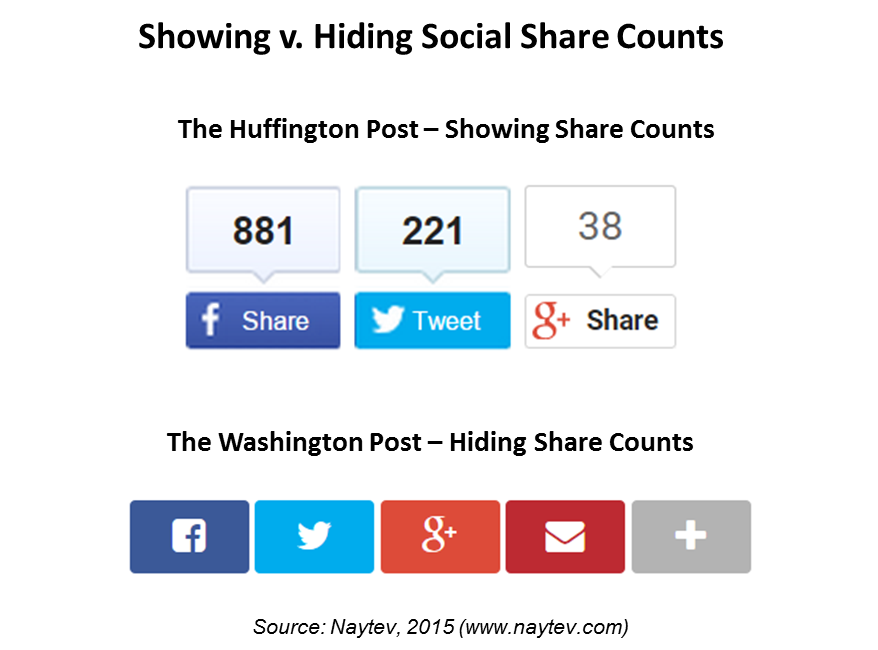 Showing v. Hiding Social Share Counts
The Huffington Post – Showing Share Counts
881 221 38
f Share Tweet g+ Share
The Washington Post – Hiding Share Counts
f g+
Source: Naytev, 2015 (www.naytev.com)